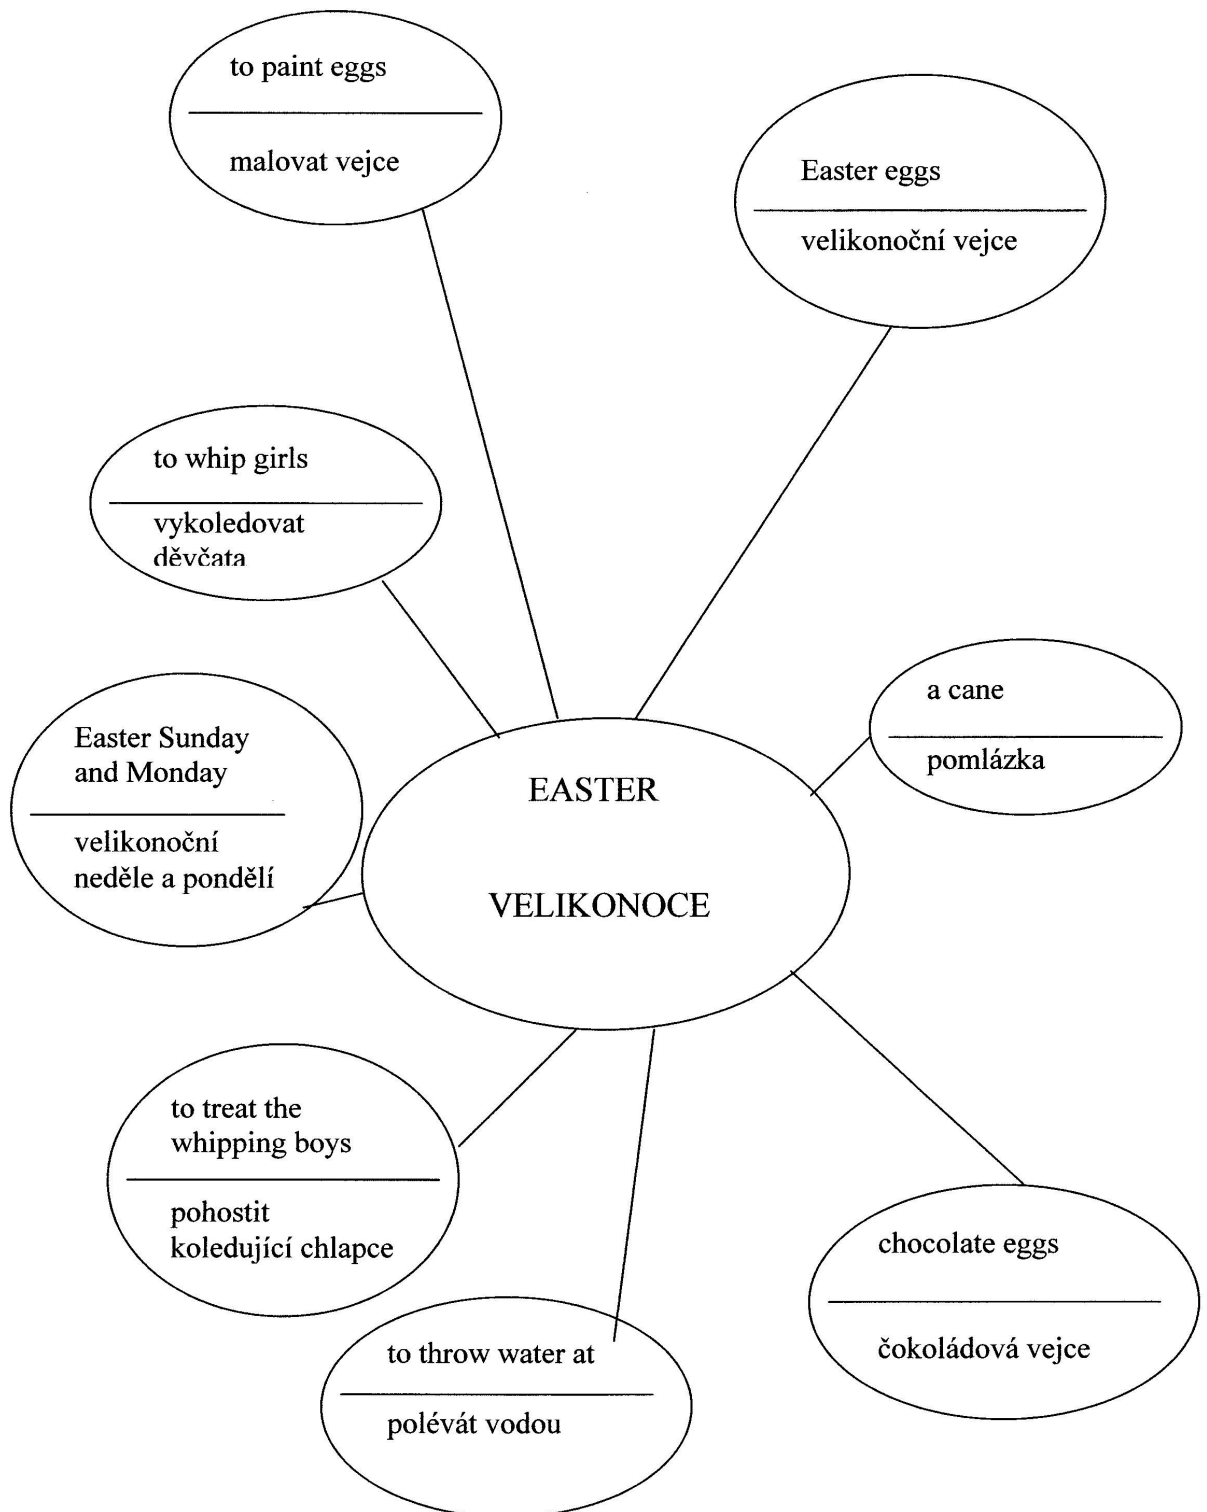 to paint eggs
malovat vejce
Easter eggs
velikonoční vejce
to whip girls
vykoledovat
děvčata
a cane
pomlázka
Easter Sunday
and Monday
velikonoční
neděle a pondělí
EASTER
VELIKONOCE
to treat the
whipping boys
pohostit
koledující chlapce
chocolate eggs
čokoládová vejce
to throw water at
polévát vodou